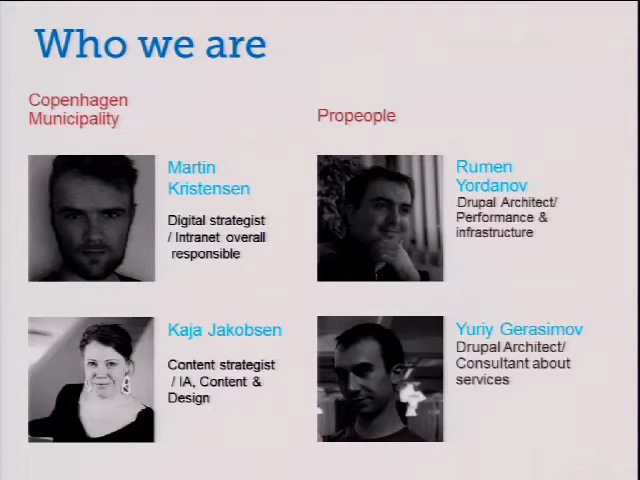 Who we are
Copenhagen
Municipality
Martin
Kristensen
Digital strategist
/ Intranet overall
responsible
Kaja Jakobsen
Content strategist
/ IA, Content &
Design
Propeople
Rumen
Yordanov
Drupal Architect/
Performance &
infrastructure
Yuriy Gerasimov
Drupal Architect/
Consultant about
services